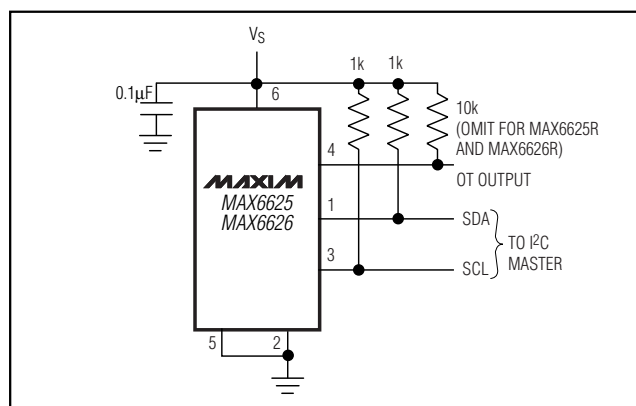 VS
1k 1k
0.1μF
6
10k
(OMIT FOR MAX6625R
AND MAX6626R)
4
OT OUTPUT
MAXIM
MAX6625
MAX6626
1
SDA
TO I²C
MASTER
3
SCL
5
2